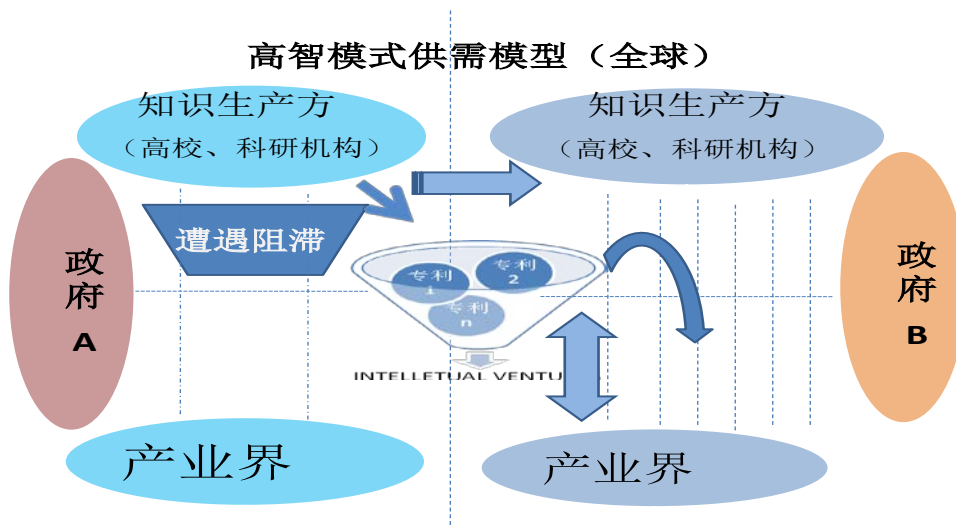 高智模式供需模型（全球）
知识生产方
（高校、科研机构）
知识生产方
（高校、科研机构）
政府
A
遭遇阻滞
专利
1
专利
2
专利
n
INTELLETUAL VENTU
政府
B
产业界
产业界